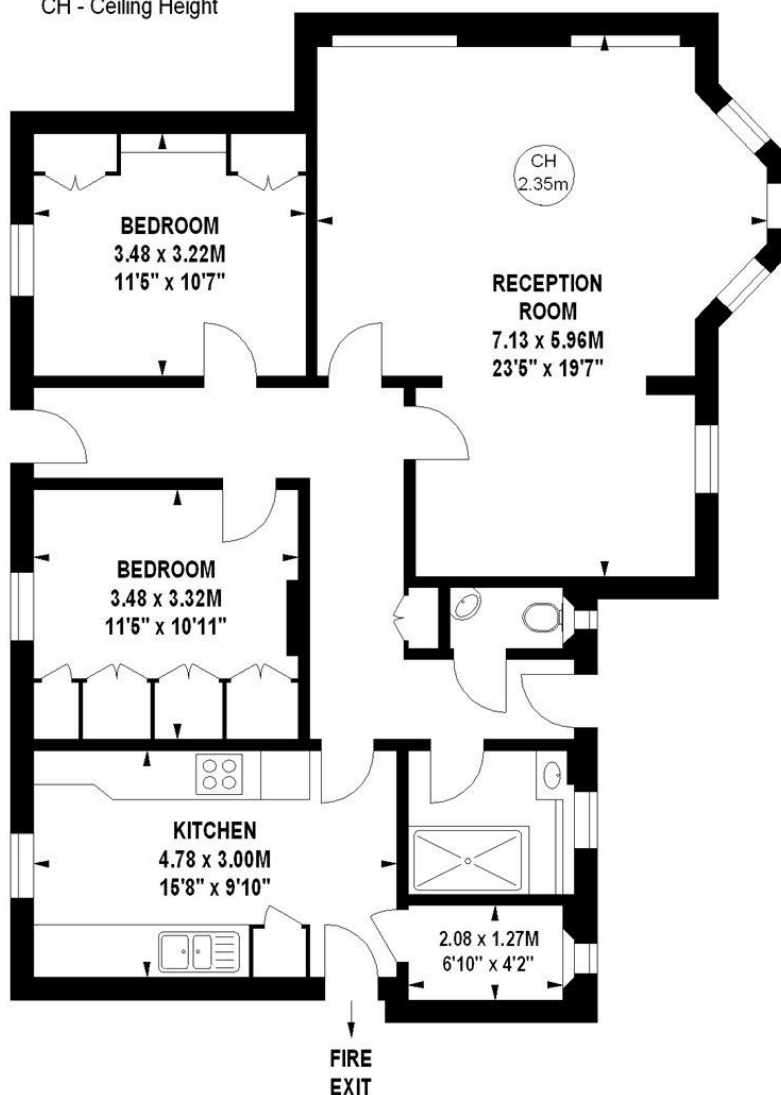 CH - Ceiling Height
CH
2.35m
BEDROOM
3.48 x 3.22M
11'5" x 10'7"
RECEPTION
ROOM
7.13 x 5.96M
23'5" x 19'7"
BEDROOM
3.48 x 3.32M
11'5" x 10'11"
KITCHEN
4.78 x 3.00M
15'8" x 9'10"
2.08 x 1.27M
6'10" x 4'2"
FIRE
EXIT